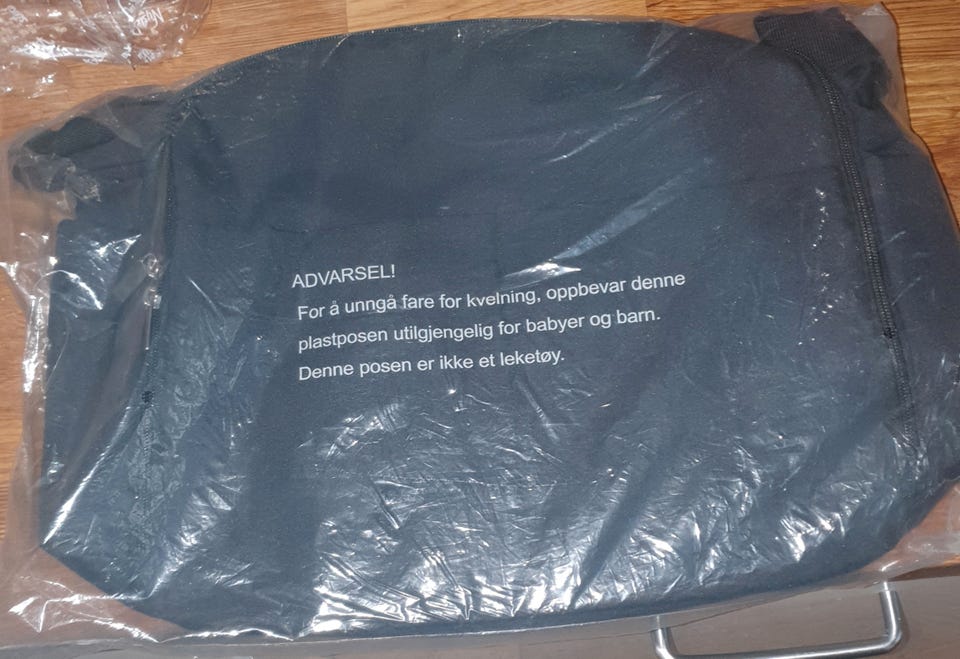 ADVARSEL!
For å unngå fare for kvelning, oppbevar denne
plastposen utilgjengelig for babyer og barn.
Denne posen er ikke et leketøy.